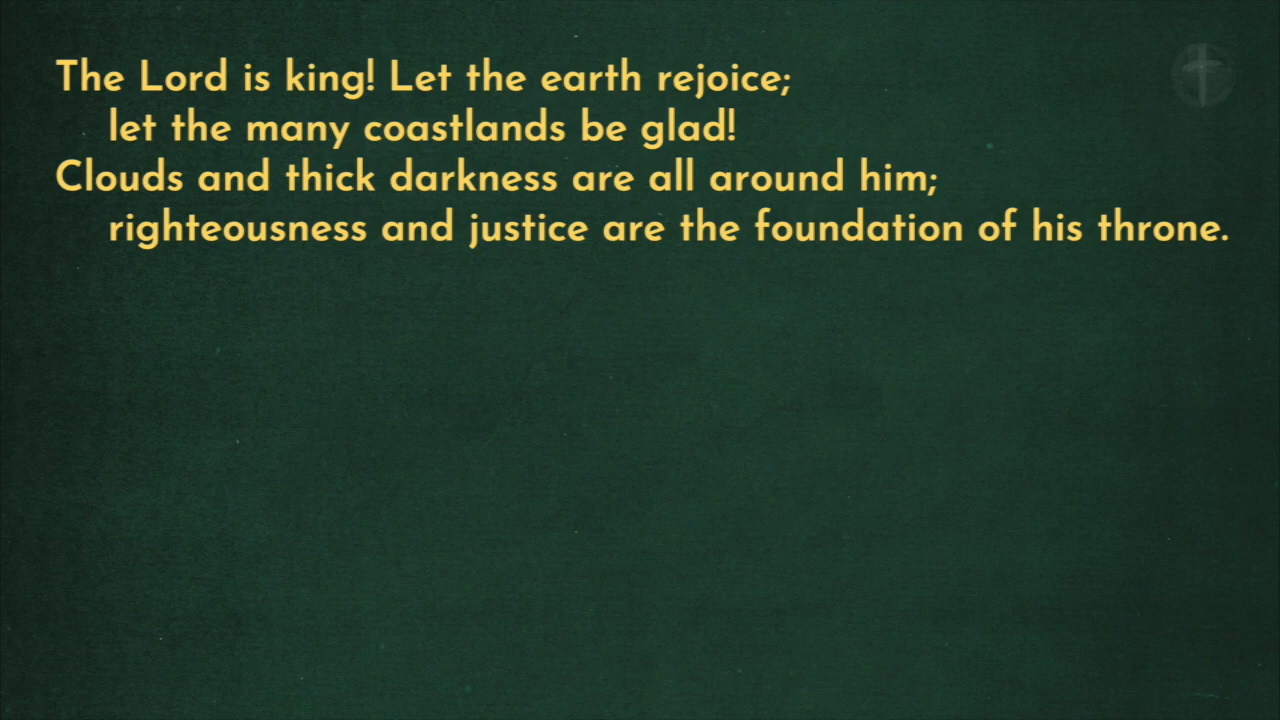 The Lord is king! Let the earth rejoice;
let the many coastlands be glad!
Clouds and thick darkness are all around him;
righteousness and justice are the foundation of his throne.